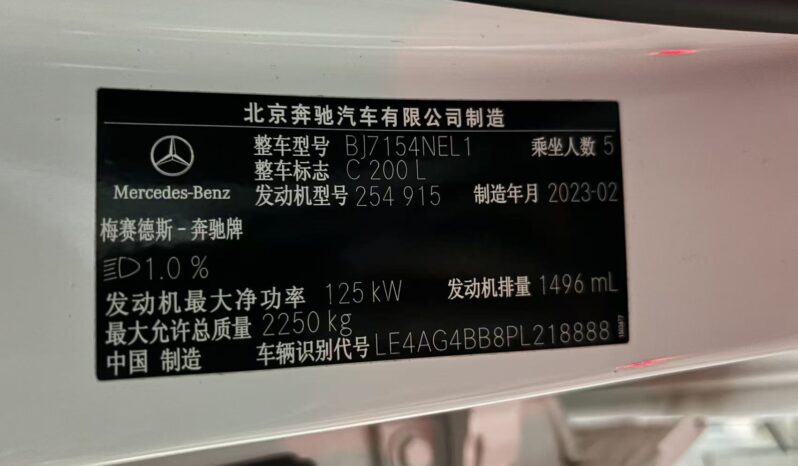 北京奔驰汽车有限公司制造
整车型号 BJ7154NEL1 乘坐人数 5
整车标志 C 200 L
发动机型号 254 915 制造年月 2023-02
Mercedes-Benz
梅赛德斯-奔驰牌
1.0 %
发动机最大净功率 125 kW 发动机排量 1496 mL
最大允许总质量 2250 kg
中国 制造 车辆识别代号 LE4AG4BB8PL218888